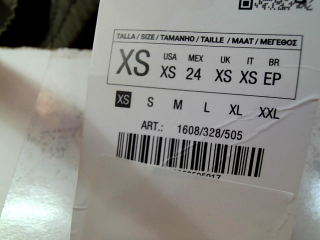 TALLA / SIZE / TAMANHO / TAILLE / MAAT / ΜΕΓΕΘΟΣ
USA MEX UK IT BR
XS XS 24 XS XS EP
XS S M L XL XXL
ART.: 1608/328/505